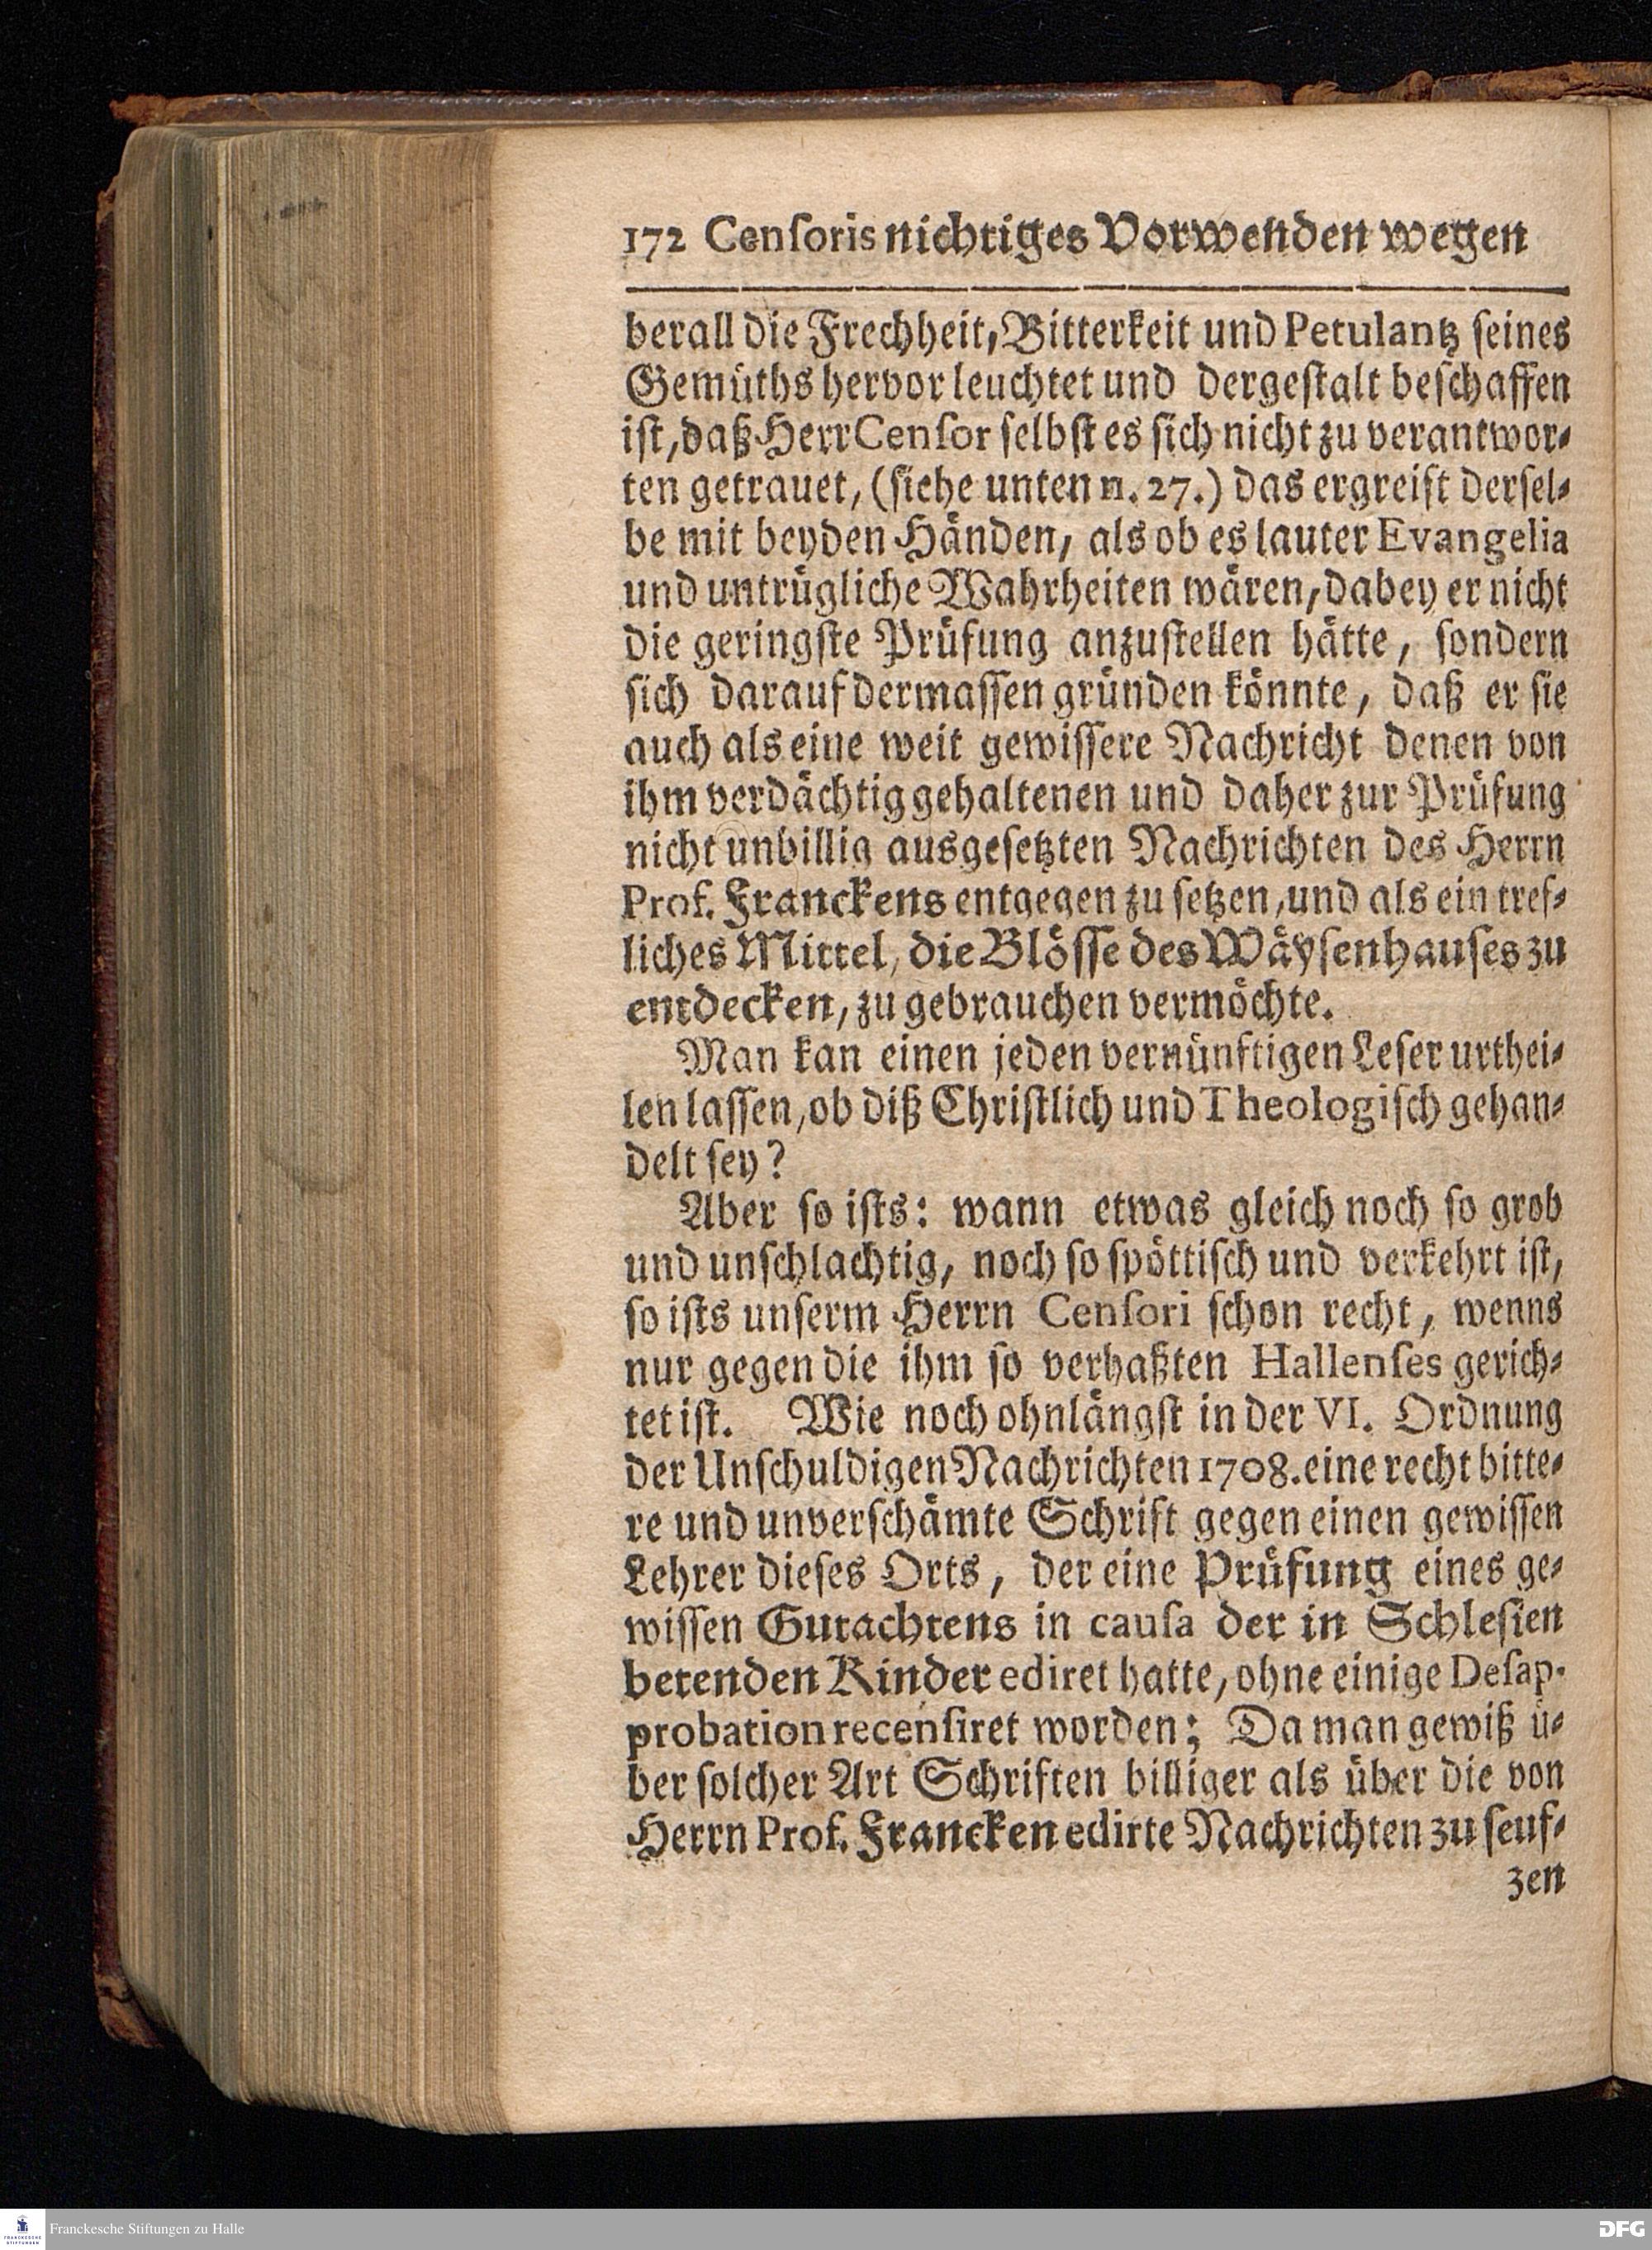 172 Cenſoris nichtiges Vorwenden wegen
berall die Frechheit, Bitterkeit und Petulantz ſeines
Gemüths hervor leuchtet und dergeſtalt beſchaffen
iſt, daß Herr Cenſor ſelbſt es ſich nicht zu verantwor⸗
ten getrauet, (ſiehe unten n. 27.) das ergreift derſel⸗
be mit beyden Händen, als ob es lauter Evangelia
und untrügliche Wahrheiten wären, dabey er nicht
die geringſte Prüfung anzuſtellen hätte, ſondern
ſich darauf dermaſſen gründen könnte, daß er ſie
auch als eine weit gewiſſere Nachricht denen von
ihm verdächtig gehaltenen und daher zur Prüfung
nicht unbillig ausgeſetzten Nachrichten des Herrn
Prof. Franckens entgegen zu ſetzen, und als ein tref⸗
liches Mittel, die Blöſſe des Wäyſenhauſes zu
entdecken, zu gebrauchen vermöchte.
Man kan einen jeden vernünftigen Leſer urthei⸗
len laſſen, ob diß Chriſtlich und Theologiſch gehan⸗
delt ſey?
Aber ſo iſts: wann etwas gleich noch ſo grob
und unſchlachtig, noch ſo ſpöttiſch und verkehrt iſt,
ſo iſts unſerm Herrn Cenſori ſchon recht, wenns
nur gegen die ihm ſo verhaßten Hallenſes gerich⸗
tet iſt. Wie noch ohnlängſt in der VI. Ordnung
der Unſchuldigen Nachrichten 1708. eine recht bitte⸗
re und unverſchämte Schrift gegen einen gewiſſen
Lehrer dieſes Orts, der eine Prüfung eines ge⸗
wiſſen Gutachtens in cauſa der in Schleſien
betenden Kinder ediret hatte, ohne einige Deſap-
probation recenſiret worden; Da man gewiß ü⸗
ber ſolcher Art Schriften billiger als über die von
Herrn Prof. Francken edirte Nachrichten zu ſeuf⸗
zen
Franckesche Stiftungen zu Halle
FRANCKESCHE
STIFTUNGEN
DFG